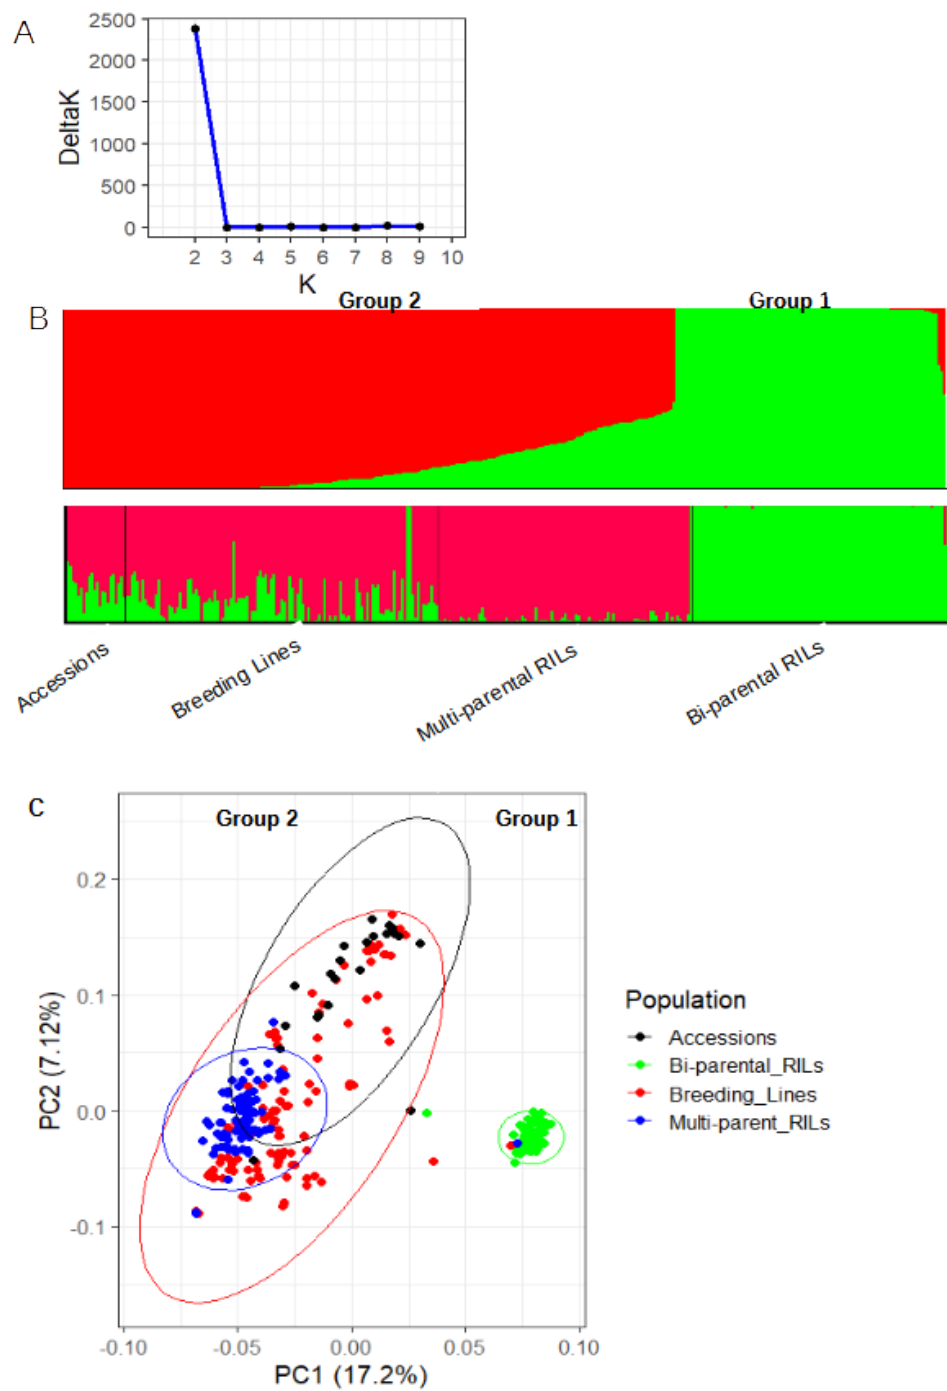 A
2500
2000
1500
1000
500
0
DeltaK
2 3 4 5 6 7 8 9 10
K
B
Group 2 Group 1
Accessions
Breeding Lines
Multi-parental RILs
Bi-parental RILs
c
Group 2 Group 1
0.2
0.1
0.0
-0.1
PC2 (7.12%)
-0.10 -0.05 0.00 0.05 0.10
PC1 (17.2%)
Population
Accessions
Bi-parental_RILs
Breeding_Lines
Multi-parent_RILs